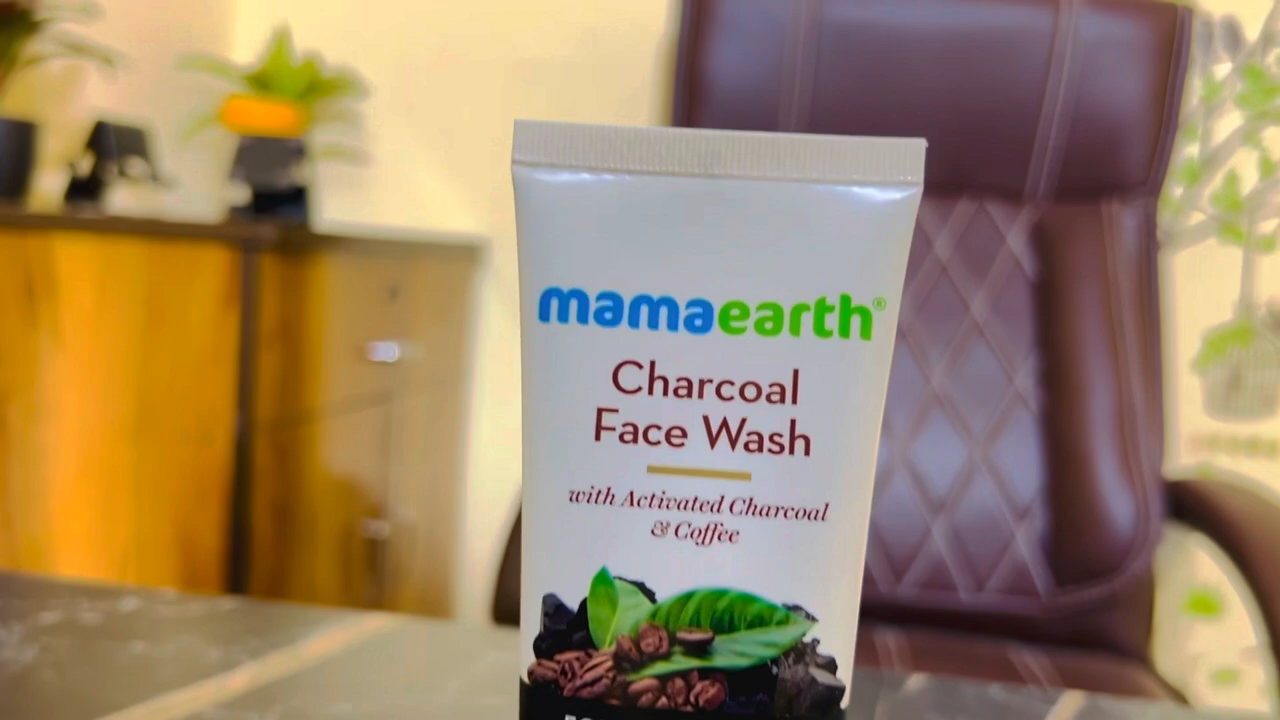 mamaearth®
Charcoal
Face Wash
with Activated Charcoal
& Coffee